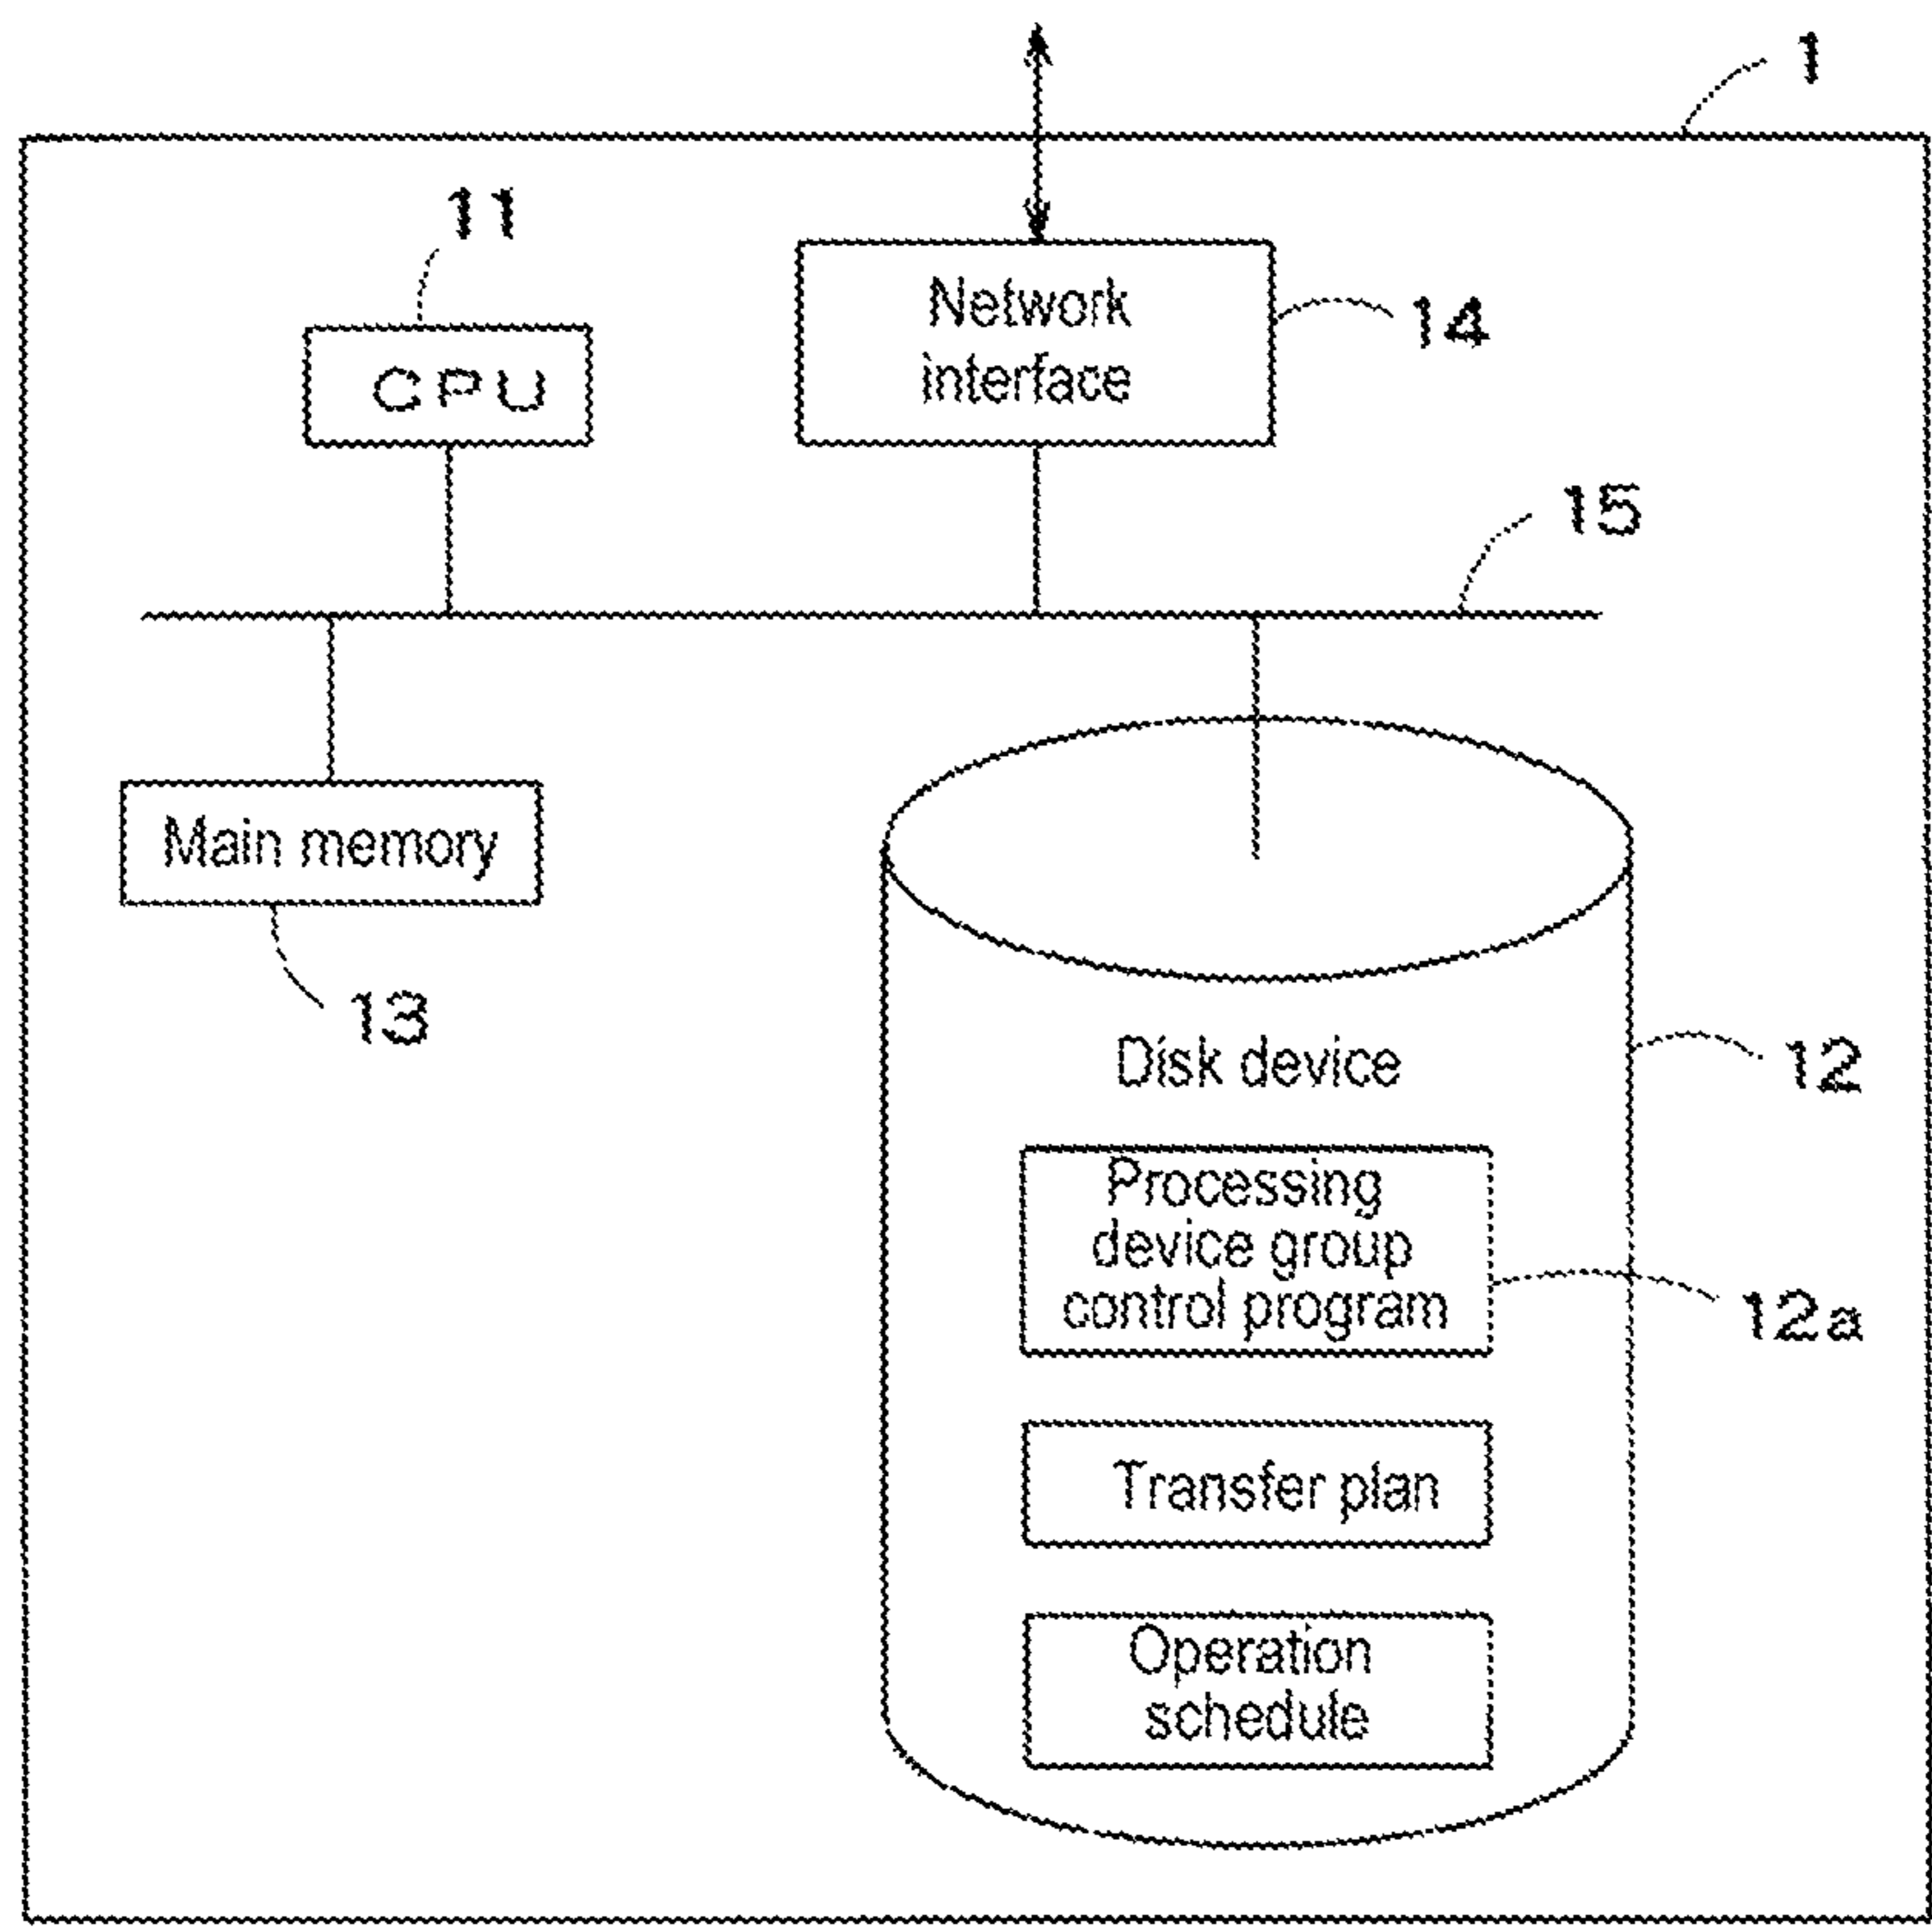 1
11
CPU
Network
interface
14
15
Main memory
13
Disk device
12
Processing
device group
control program
12a
Transfer plan
Operation
schedule